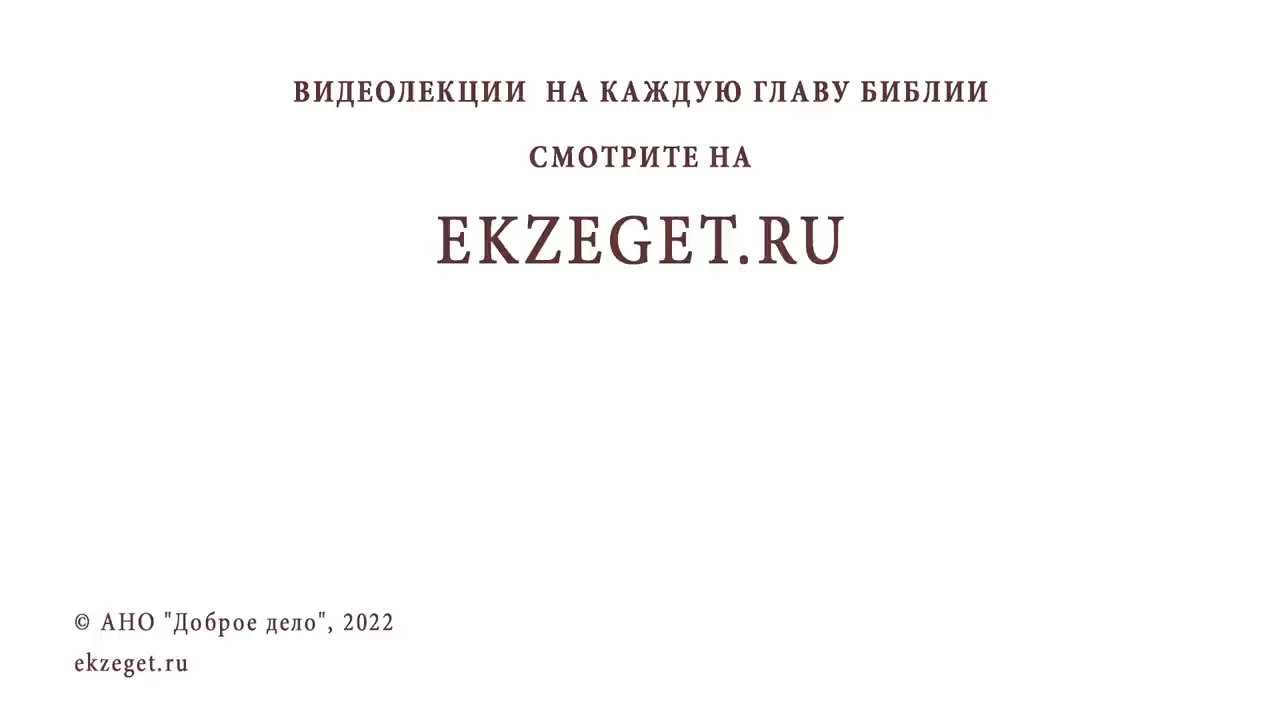 ВИДЕОЛЕКЦИИ НА КАЖДУЮ ГЛАВУ БИБЛИИ
СМОТРИТЕ НА
EKZEGET.RU
© АНО "Доброе дело", 2022
ekzeget.ru